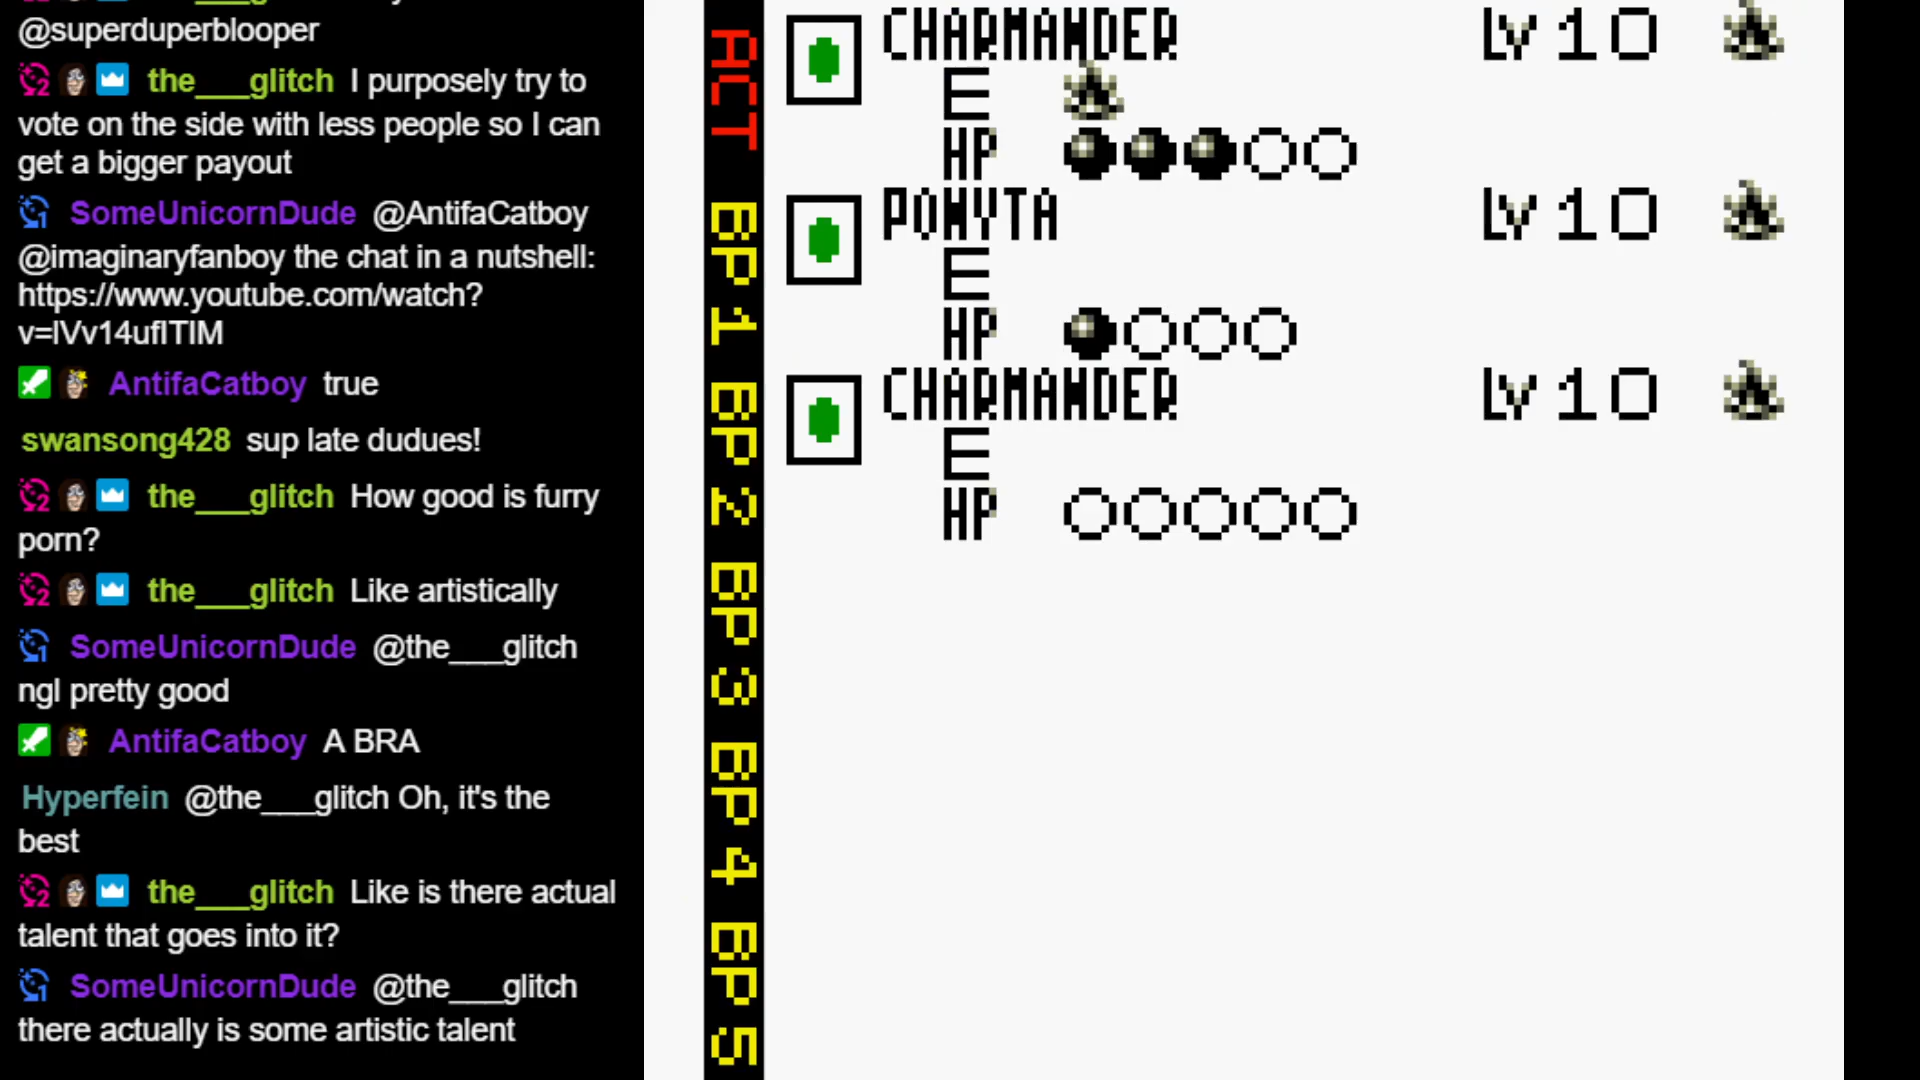 @superduperblooper
the___glitch I purposely try to
vote on the side with less people so I can
get a bigger payout
SomeUnicornDude @AntifaCatboy
@imaginaryfanboy the chat in a nutshell:
https://www.youtube.com/watch?
v=lVv14ufITlM
AntifaCatboy true
swansong428 sup late dudues!
the___glitch How good is furry
porn?
the___glitch Like artistically
SomeUnicornDude @the___glitch
ngl pretty good
AntifaCatboy A BRA
Hyperfein @the___glitch Oh, it's the
best
the___glitch Like is there actual
talent that goes into it?
SomeUnicornDude @the___glitch
there actually is some artistic talent
ACT
BP 1
BP 2
BP 3
BP 4
BP 5
CHARMANDER Lv 10
E
HP
PONYTA Lv 10
E
HP
CHARMANDER Lv 10
E
HP